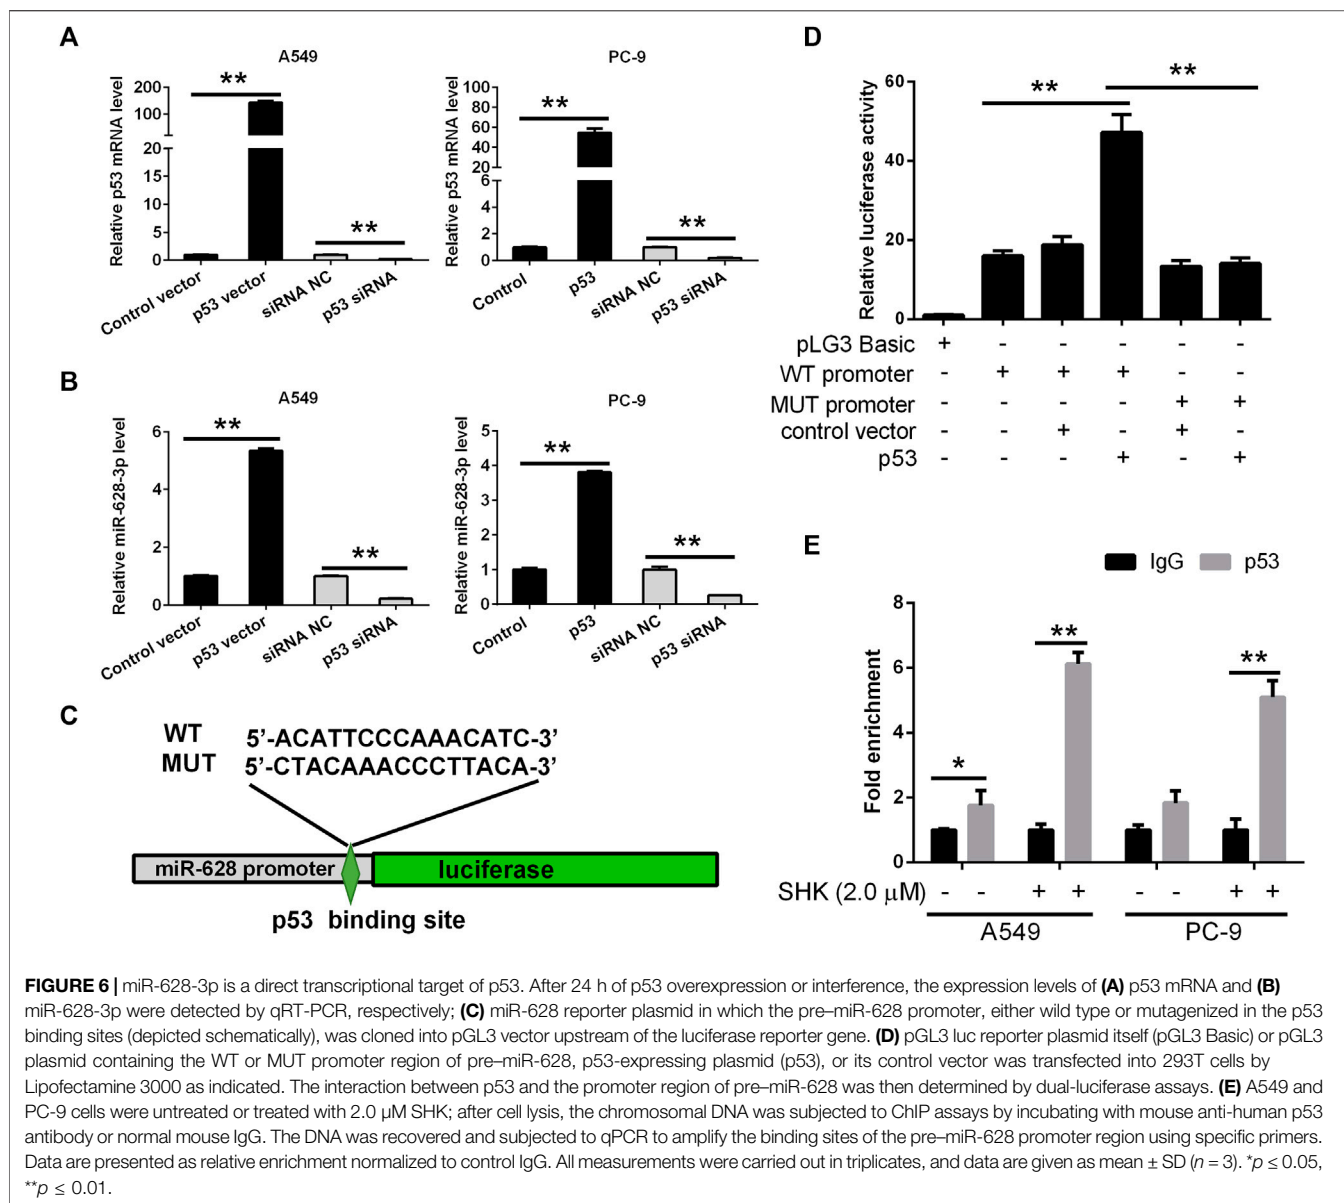 A
A549
Relative p53 mRNA level
200
100
20
15
10
5
0
**
**
Control vector
p53 vector
siRNA NC
p53 siRNA
PC-9
Relative p53 mRNA level
100
80
60
40
20
6
4
2
0
**
**
Control
p53
siRNA NC
p53 siRNA
B
A549
Relative miR-628-3p level
6
4
2
0
**
**
Control vector
p53 vector
siRNA NC
p53 siRNA
PC-9
Relative miR-628-3p level
5
4
3
2
1
0
**
**
Control
p53
siRNA NC
p53 siRNA
C
WT 5’-ACATTCCCAAACATC-3’
MUT 5’-CTACAAACCCTTACA-3’
miR-628 promoter
luciferase
p53 binding site
D
Relative luciferase activity
60
40
20
0
**
**
pLG3 Basic + - - - - -
WT promoter - + + + - -
MUT promoter - - - - + +
control vector - - + - + -
p53 - - - + - +
E
IgG p53
Fold enrichment
8
6
4
2
0
*
**
**
SHK (2.0 µM) - - + + - - + +
A549 PC-9
FIGURE 6 | miR-628-3p is a direct transcriptional target of p53. After 24 h of p53 overexpression or interference, the expression levels of (A) p53 mRNA and (B)
miR-628-3p were detected by qRT-PCR, respectively; (C) miR-628 reporter plasmid in which the pre–miR-628 promoter, either wild type or mutagenized in the p53
binding sites (depicted schematically), was cloned into pGL3 vector upstream of the luciferase reporter gene. (D) pGL3 luc reporter plasmid itself (pGL3 Basic) or pGL3
plasmid containing the WT or MUT promoter region of pre–miR-628, p53-expressing plasmid (p53), or its control vector was transfected into 293T cells by
Lipofectamine 3000 as indicated. The interaction between p53 and the promoter region of pre–miR-628 was then determined by dual-luciferase assays. (E) A549 and
PC-9 cells were untreated or treated with 2.0 µM SHK; after cell lysis, the chromosomal DNA was subjected to ChIP assays by incubating with mouse anti-human p53
antibody or normal mouse IgG. The DNA was recovered and subjected to qPCR to amplify the binding sites of the pre–miR-628 promoter region using specific primers.
Data are presented as relative enrichment normalized to control IgG. All measurements were carried out in triplicates, and data are given as mean ± SD (n = 3). *p ≤ 0.05,
**p ≤ 0.01.